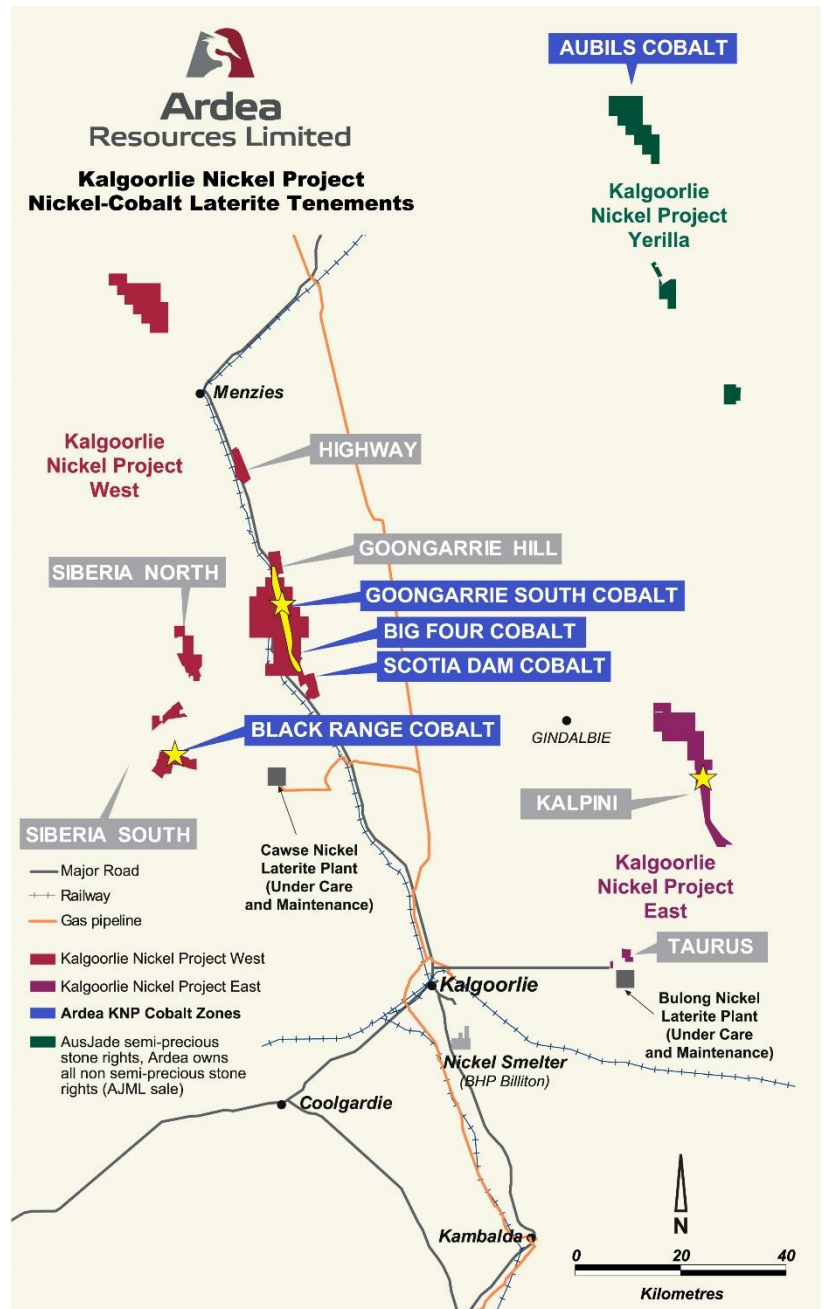 Ardea
Resources Limited
Kalgoorlie Nickel Project
Nickel-Cobalt Laterite Tenements
AUBILS COBALT
Kalgoorlie
Nickel Project
Yerilla
Menzies
Kalgoorlie
Nickel Project
West
HIGHWAY
GOONGARRIE HILL
SIBERIA NORTH
GOONGARRIE SOUTH COBALT
BIG FOUR COBALT
SCOTIA DAM COBALT
BLACK RANGE COBALT
GINDALBIE
KALPINI
SIBERIA SOUTH
Cawse Nickel
Laterite Plant
(Under Care
and Maintenance)
Kalgoorlie
Nickel Project
East
TAURUS
Major Road
Railway
Gas pipeline
Kalgoorlie Nickel Project West
Kalgoorlie Nickel Project East
Ardea KNP Cobalt Zones
AusJade semi-precious
stone rights, Ardea owns
all non semi-precious stone
rights (AJML sale)
Kalgoorlie
Bulong Nickel
Laterite Plant
(Under Care
and Maintenance)
Nickel Smelter
(BHP Billiton)
Coolgardie
Kambalda
N
0 20 40
Kilometres